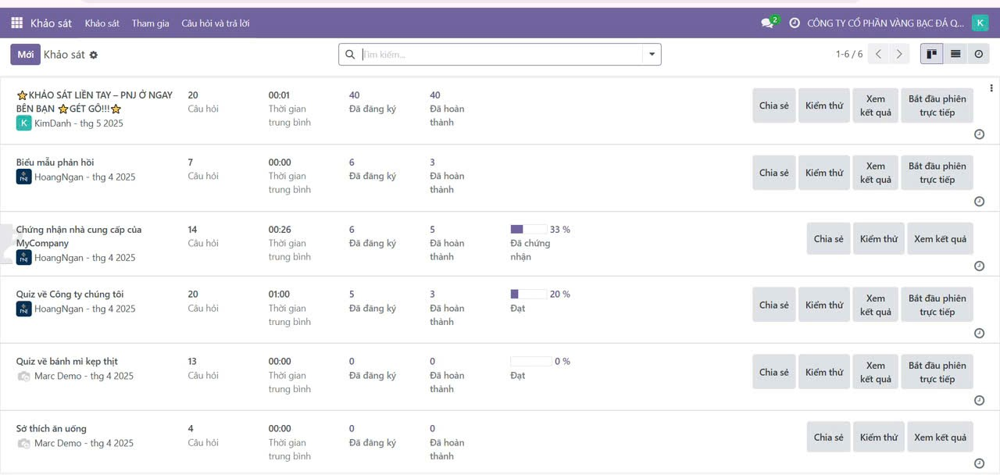 Khảo sát Khảo sát Tham gia Câu hỏi và trả lời 2 CÔNG TY CỔ PHẦN VÀNG BẠC ĐÁ Q... K
Mới Khảo sát Tìm kiếm... 1-6 / 6
⭐KHẢO SÁT LIỀN TAY – PNJ Ở NGAY
BÊN BẠN ⭐GÉT GÔ!!!⭐
K KimDanh - thg 5 2025
20
Câu hỏi
00:01
Thời gian
trung bình
40
Đã đăng ký
40
Đã hoàn
thành
Chia sẻ
Kiểm thử
Xem
kết quả
Bắt đầu phiên
trực tiếp
Biểu mẫu phản hồi
PNJ HoangNgan - thg 4 2025
7
Câu hỏi
00:00
Thời gian
trung bình
6
Đã đăng ký
3
Đã hoàn
thành
Chia sẻ
Kiểm thử
Xem
kết quả
Bắt đầu phiên
trực tiếp
Chứng nhận nhà cung cấp của
MyCompany
PNJ HoangNgan - thg 4 2025
14
Câu hỏi
00:26
Thời gian
trung bình
6
Đã đăng ký
5
Đã hoàn
thành
33 %
Đã chứng
nhận
Chia sẻ
Kiểm thử
Xem kết quả
Quiz về Công ty chúng tôi
PNJ HoangNgan - thg 4 2025
20
Câu hỏi
01:00
Thời gian
trung bình
5
Đã đăng ký
3
Đã hoàn
thành
20 %
Đạt
Chia sẻ
Kiểm thử
Xem
kết quả
Bắt đầu phiên
trực tiếp
Quiz về bánh mì kẹp thịt
Marc Demo - thg 4 2025
13
Câu hỏi
00:00
Thời gian
trung bình
0
Đã đăng ký
0
Đã hoàn
thành
0 %
Đạt
Chia sẻ
Kiểm thử
Xem
kết quả
Bắt đầu phiên
trực tiếp
Sở thích ăn uống
Marc Demo - thg 4 2025
4
Câu hỏi
00:00
Thời gian
trung bình
0
Đã đăng ký
0
Đã hoàn
thành
Chia sẻ
Kiểm thử
Xem kết quả